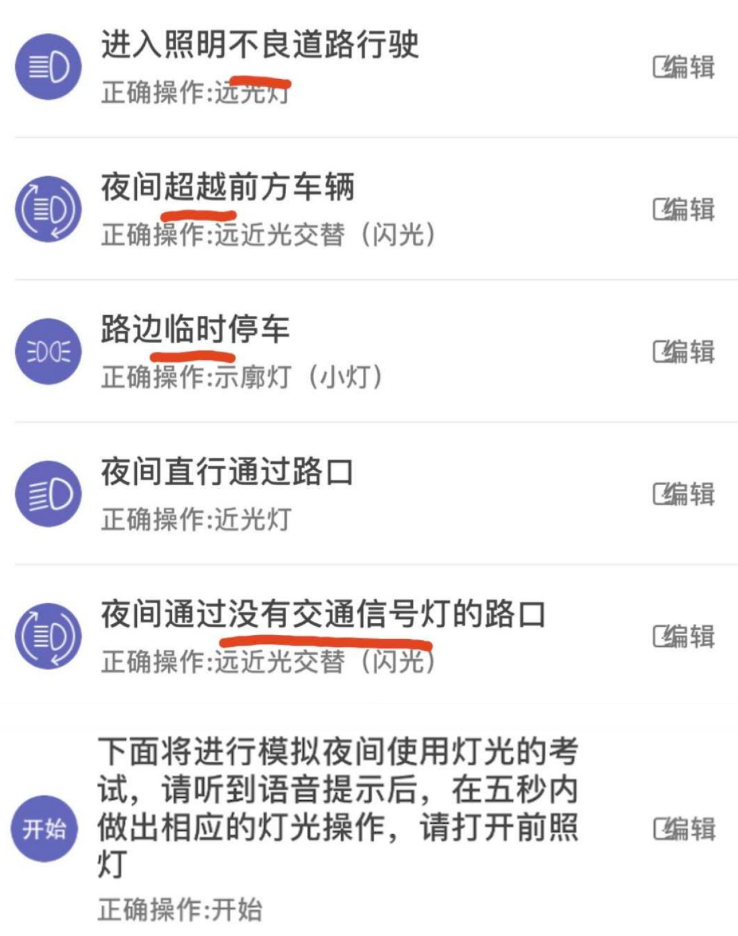 进入照明不良道路行驶
编辑
正确操作:远光灯
夜间超越前方车辆
编辑
正确操作:远近光交替（闪光）
路边临时停车
编辑
正确操作:示廓灯（小灯）
夜间直行通过路口
编辑
正确操作:近光灯
夜间通过没有交通信号灯的路口
编辑
正确操作:远近光交替（闪光）
下面将进行模拟夜间使用灯光的考
试，请听到语音提示后，在五秒内
开始
做出相应的灯光操作，请打开前照
编辑
灯
正确操作:开始